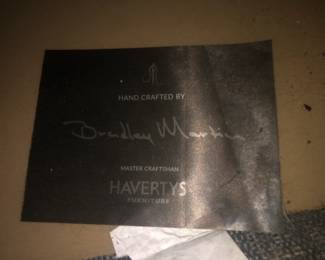 HAND CRAFTED BY
Bradley Martin
MASTER CRAFTSMAN
HAVERTYS
FURNITURE